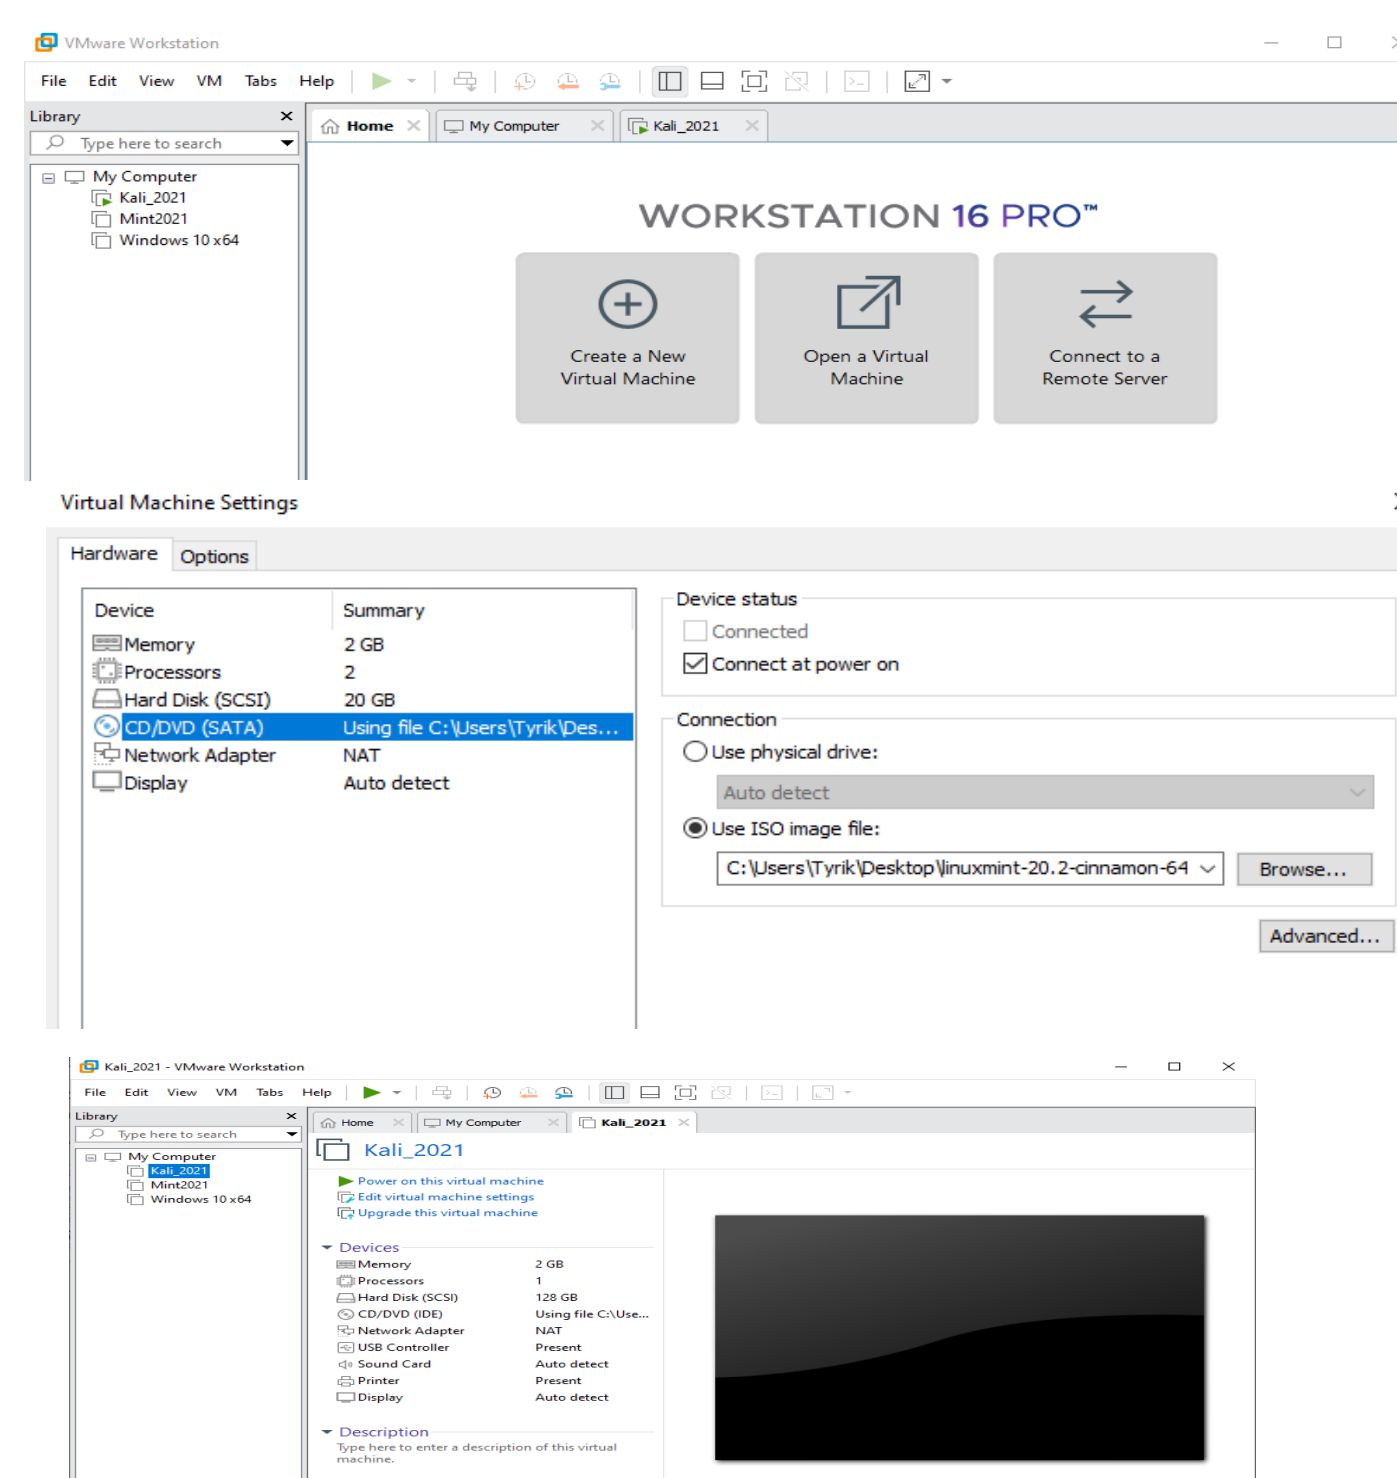 VMware Workstation
File Edit View VM Tabs Help
Library
Type here to search
Home
My Computer
Kali_2021
My Computer
Kali_2021
Mint2021
Windows 10 x64
WORKSTATION 16 PRO™
Create a New
Virtual Machine
Open a Virtual
Machine
Connect to a
Remote Server
Virtual Machine Settings
Hardware Options
Device Summary
Memory 2 GB
Processors 2
Hard Disk (SCSI) 20 GB
CD/DVD (SATA) Using file C:\Users\Tyrik\Des...
Network Adapter NAT
Display Auto detect
Device status
Connected
Connect at power on
Connection
Use physical drive:
Auto detect
Use ISO image file:
C:\Users\Tyrik\Desktop\linuxmint-20.2-cinnamon-64
Browse...
Advanced...
Kali_2021 - VMware Workstation
File Edit View VM Tabs Help
Library
Type here to search
Home
My Computer
Kali_2021
My Computer
Kali_2021
Mint2021
Windows 10 x64
Kali_2021
Power on this virtual machine
Edit virtual machine settings
Upgrade this virtual machine
Devices
Memory 2 GB
Processors 1
Hard Disk (SCSI) 128 GB
CD/DVD (IDE) Using file C:\Use...
Network Adapter NAT
USB Controller Present
Sound Card Auto detect
Printer Present
Display Auto detect
Description
Type here to enter a description of this virtual
machine.